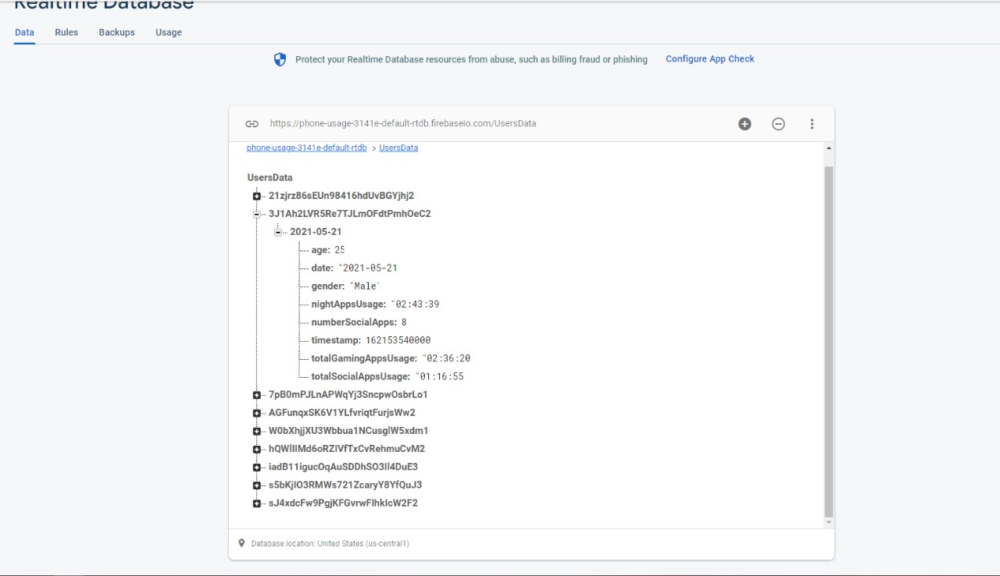 Realtime Database
Data Rules Backups Usage
Protect your Realtime Database resources from abuse, such as billing fraud or phishing Configure App Check
https://phone-usage-3141e-default-rtdb.firebaseio.com/UsersData
phone-usage-3141e-default-rtdb > UsersData
UsersData
21zjrz86sEUn98416hdUvBGYjhj2
3J1Ah2LVR5Re7TJLmOFdtPmhOeC2
2021-05-21
age: 25
date: "2021-05-21
gender: "Male"
nightAppsUsage: "02:43:39
numberSocialApps: 8
timestamp: 162153540000
totalGamingAppsUsage: "02:36:20
totalSocialAppsUsage: "01:16:55
7pB0mPJLnAPWqYj3SncpwOsbrLo1
AGFunqxSK6V1YLfvriqtFurjsWw2
W0bXhjjXU3Wbbua1NCusglW5xdm1
hQWlIIMd6oRZIVfTxCvRehmuCvM2
iadB11igucOqAuSDDhSO3Il4DuE3
s5bKjIO3RMWs721ZcaryY8YfQuJ3
sJ4xdcFw9PgjKFGvrwFIhkIcW2F2
Database location: United States (us-central1)